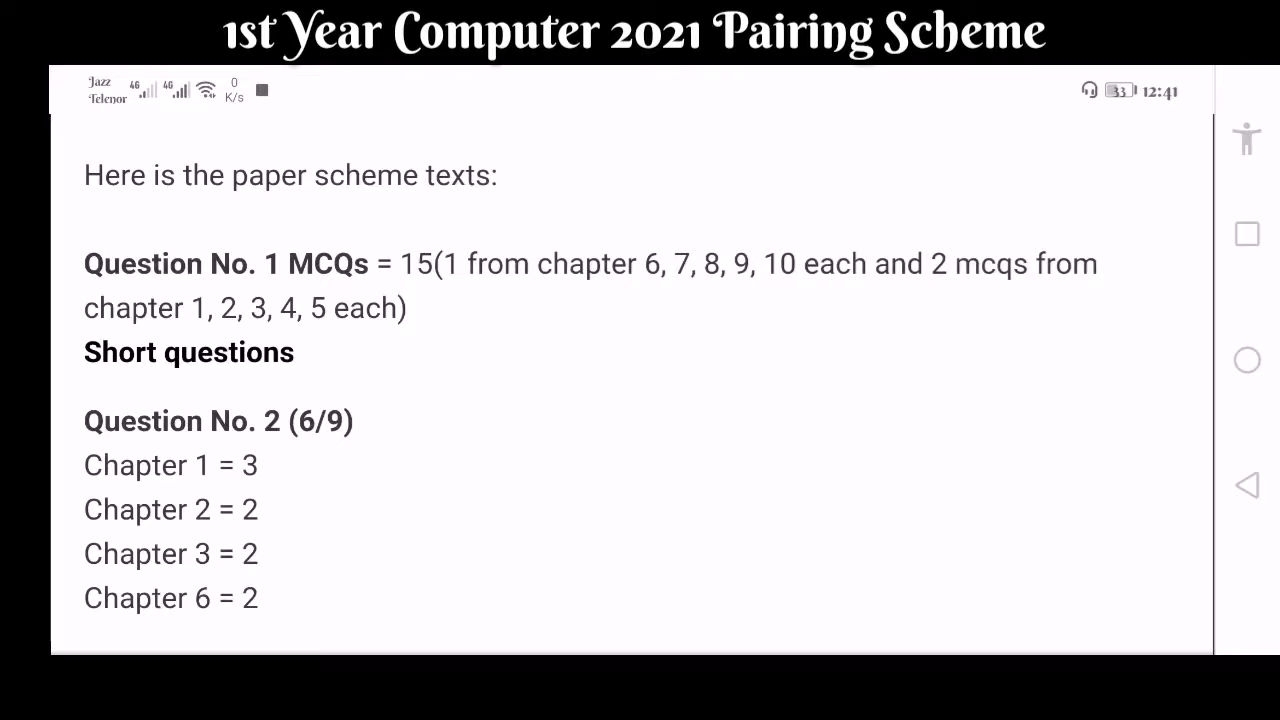 1st Year Computer 2021 Pairing Scheme
Jazz 4G 4G 0 33 12:41
Telenor K/s
Here is the paper scheme texts:
Question No. 1 MCQs = 15(1 from chapter 6, 7, 8, 9, 10 each and 2 mcqs from
chapter 1, 2, 3, 4, 5 each)
Short questions
Question No. 2 (6/9)
Chapter 1 = 3
Chapter 2 = 2
Chapter 3 = 2
Chapter 6 = 2